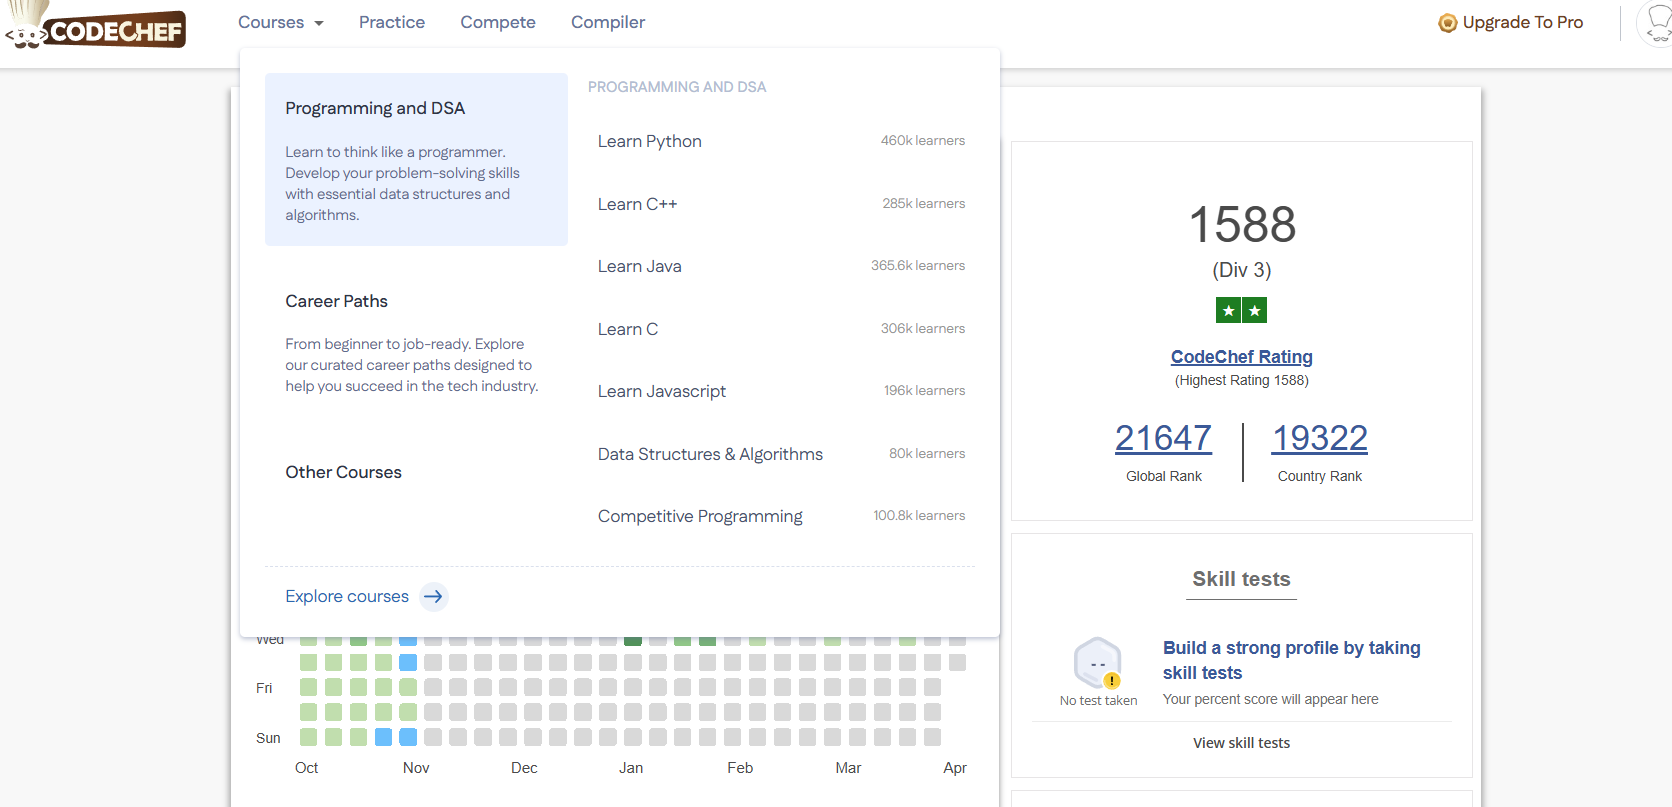 CODECHEF
Courses
Practice
Compete
Compiler
Upgrade To Pro
Programming and DSA
Learn to think like a programmer.
Develop your problem-solving skills
with essential data structures and
algorithms.
Career Paths
From beginner to job-ready. Explore
our curated career paths designed to
help you succeed in the tech industry.
Other Courses
PROGRAMMING AND DSA
Learn Python 460k learners
Learn C++ 285k learners
Learn Java 365.6k learners
Learn C 306k learners
Learn Javascript 196k learners
Data Structures & Algorithms 80k learners
Competitive Programming 100.8k learners
Explore courses
Wed
Fri
Sun
Oct Nov Dec Jan Feb Mar Apr
1588
(Div 3)
CodeChef Rating
(Highest Rating 1588)
21647
Global Rank
19322
Country Rank
Skill tests
No test taken
Build a strong profile by taking
skill tests
Your percent score will appear here
View skill tests